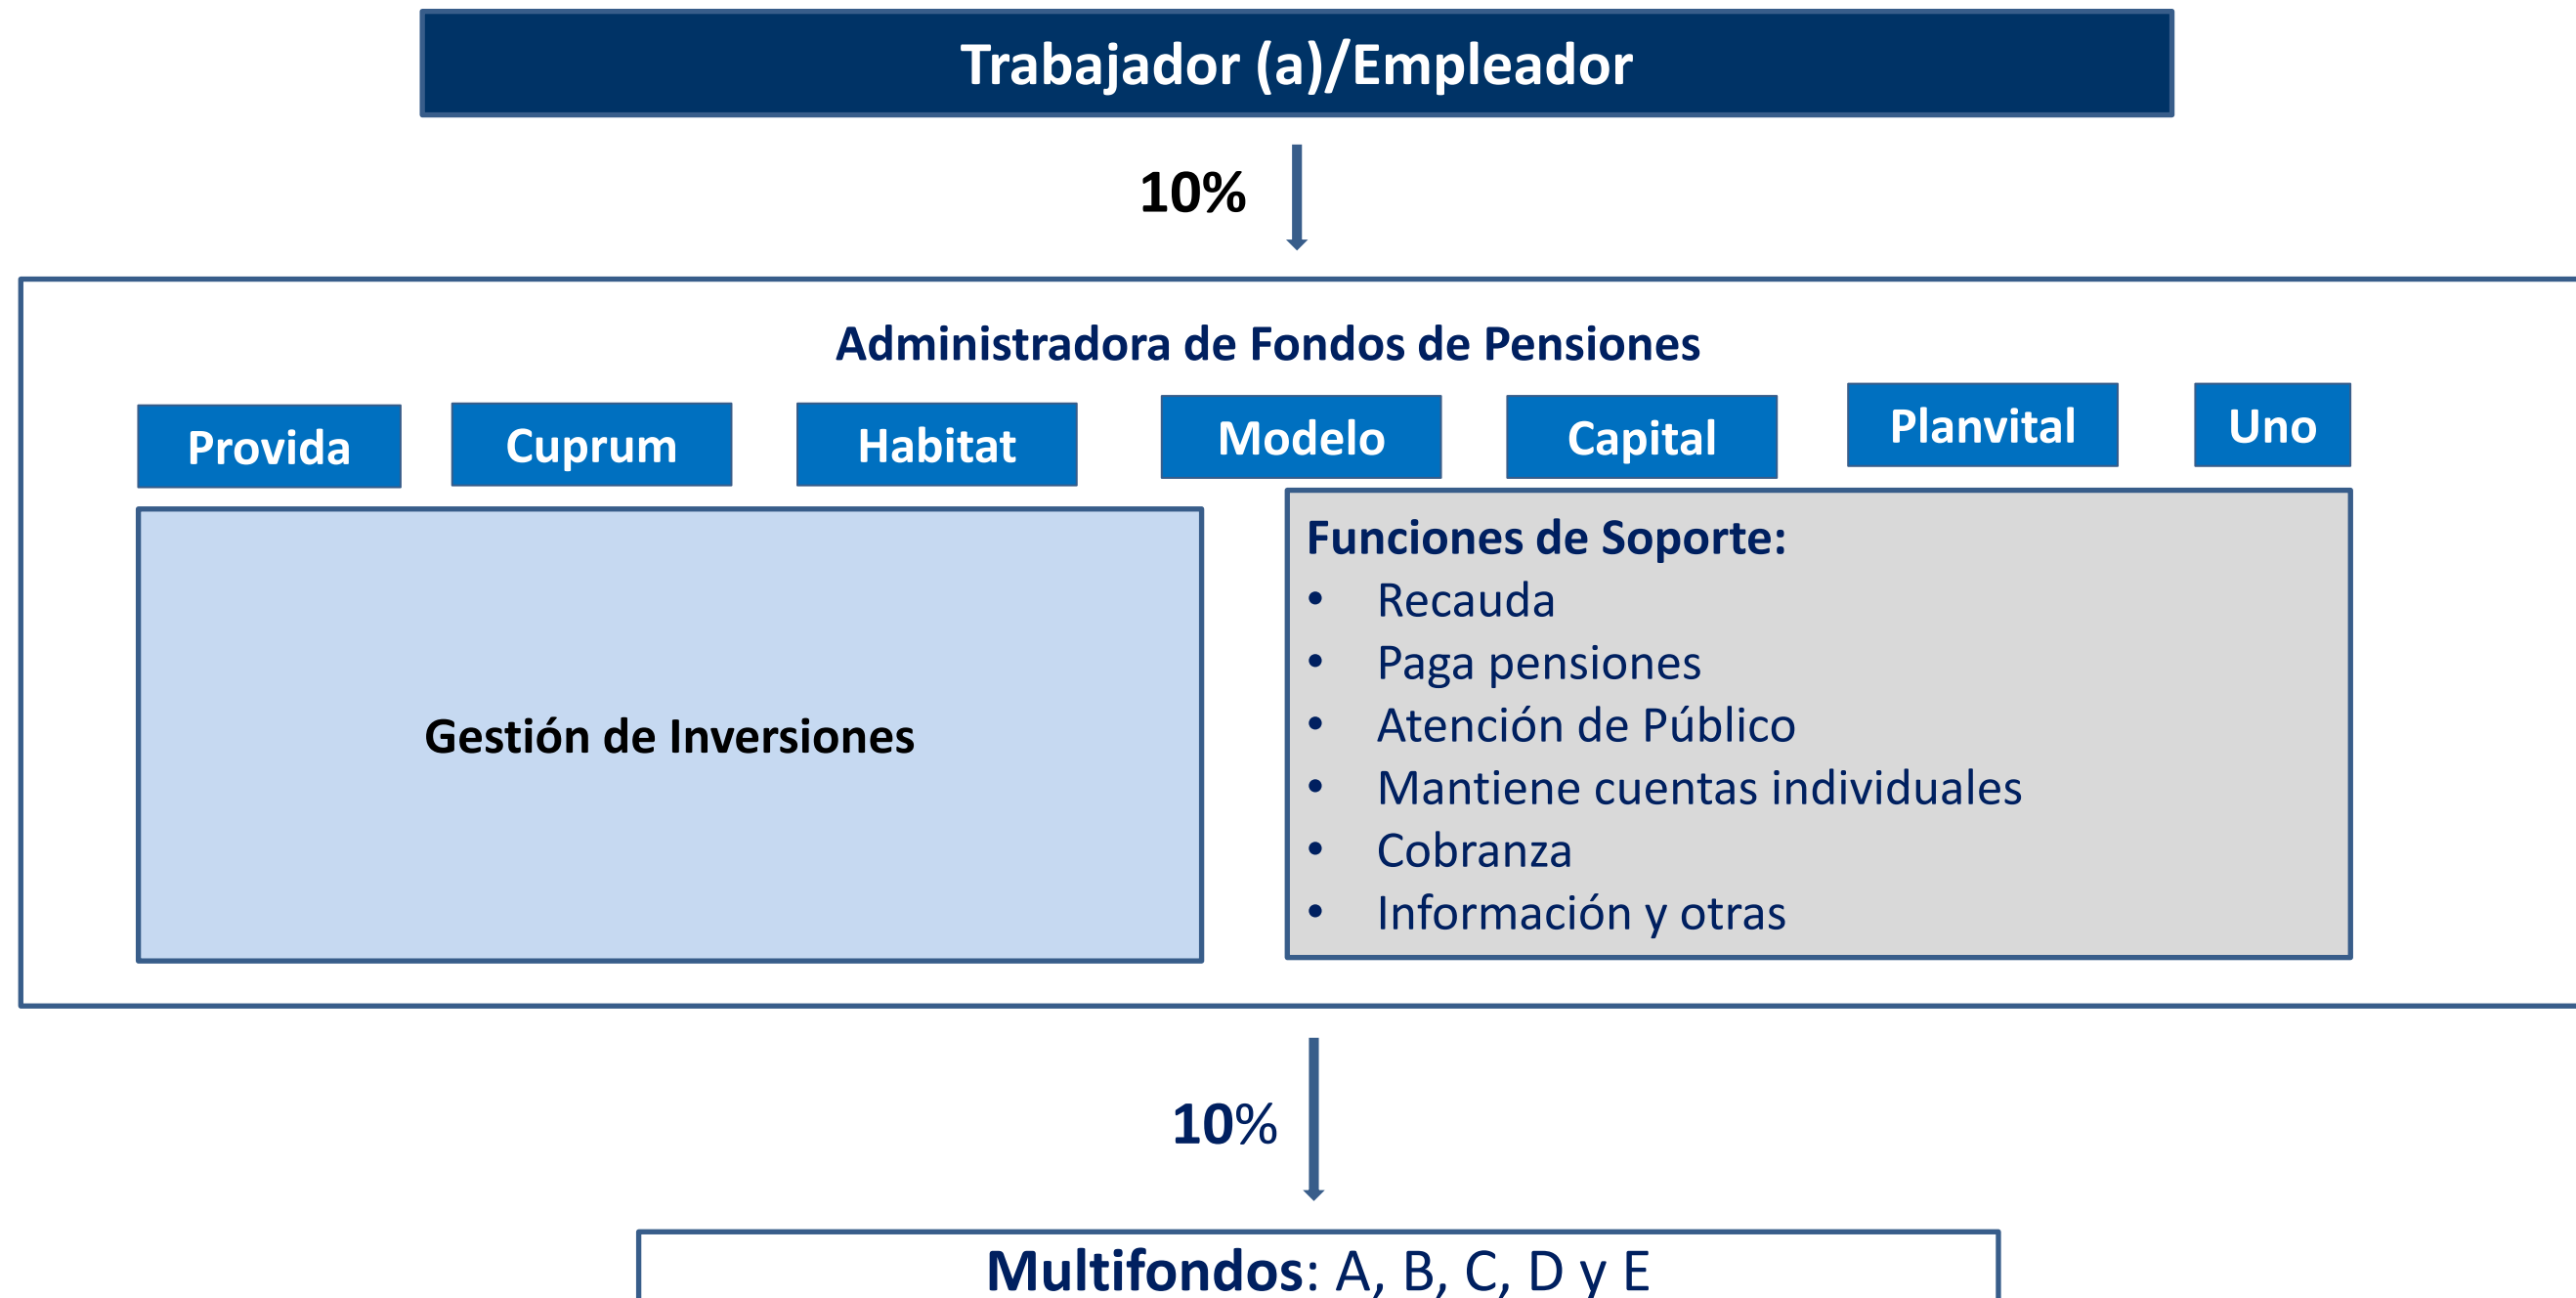 Trabajador (a)/Empleador
10%
Administradora de Fondos de Pensiones
Provida
Cuprum
Habitat
Modelo
Capital
Planvital
Uno
Gestión de Inversiones
Funciones de Soporte:
• Recauda
• Paga pensiones
• Atención de Público
• Mantiene cuentas individuales
• Cobranza
• Información y otras
10%
Multifondos: A, B, C, D y E